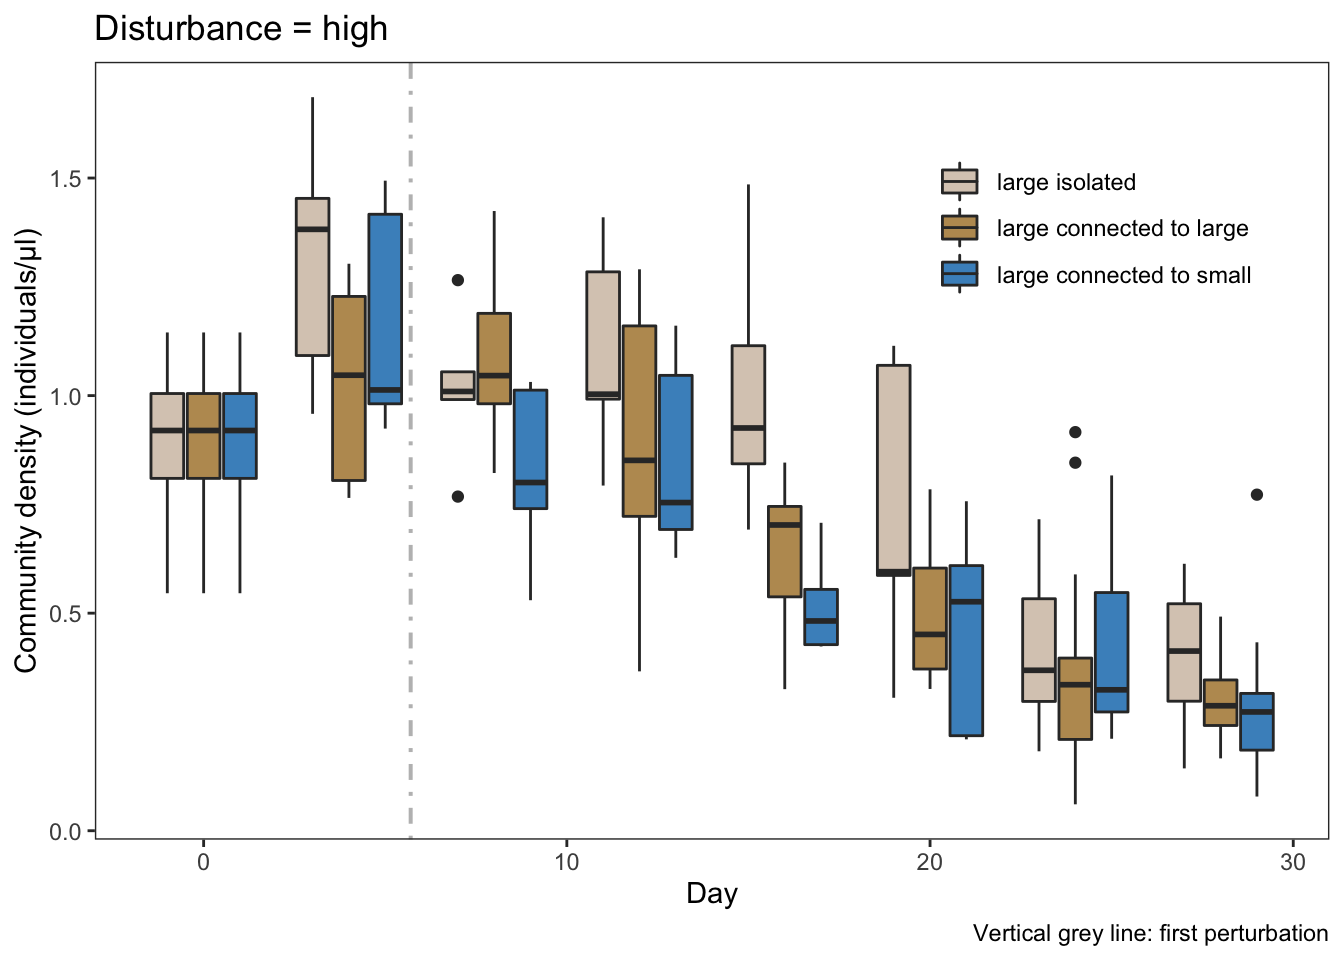 Disturbance = high
Community density (individuals/µl)
1.5
1.0
0.5
0.0
large isolated
large connected to large
large connected to small
0
10
20
30
Day
Vertical grey line: first perturbation